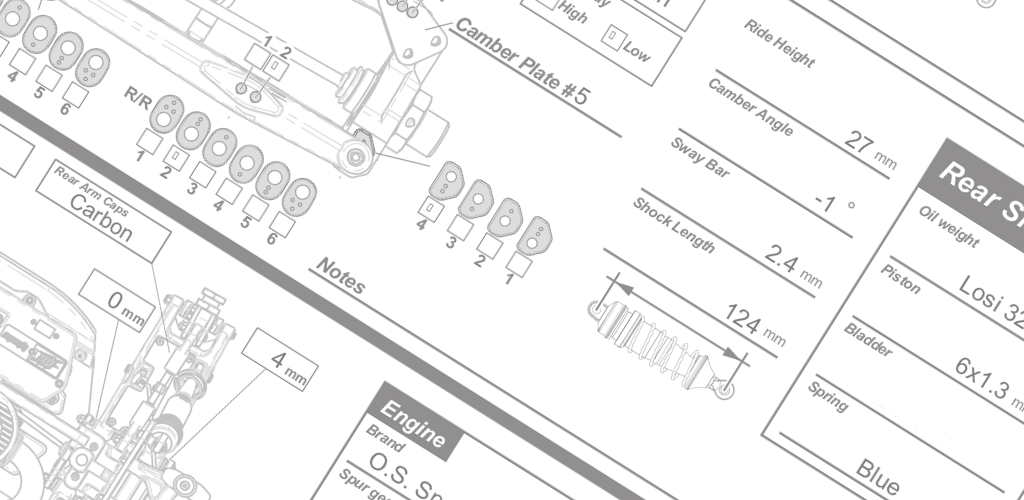 High
Low
1 2
Camber Plate #5
4
5
6
R/R
1
2
3
4
5
6
4
3
2
1
Ride Height
27 mm
Camber Angle
-1 °
Sway Bar
2.4 mm
Shock Length
124 mm
Rear
Oil weight
Losi
Piston
6x1.3
Bladder
Spring
Blue
Rear Arm Caps
Carbon
0 mm
4 mm
Notes
Engine
Brand
O.S.
Spur